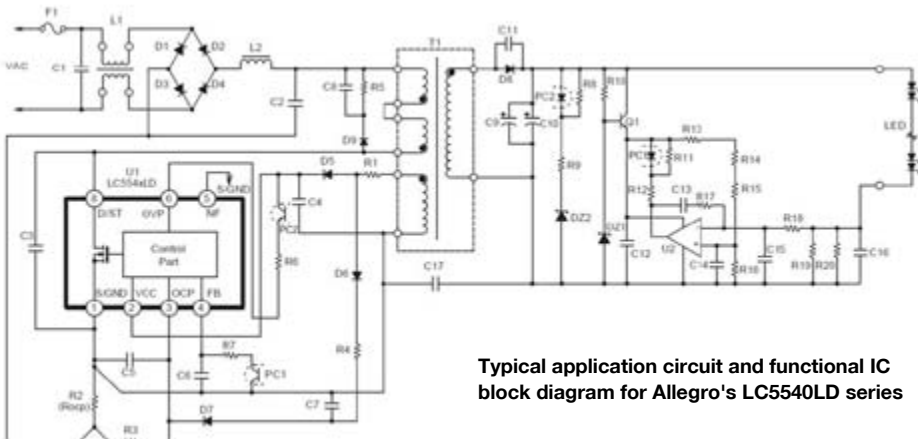 F1
L1
VAC
C1
D1
D2
D3
D4
L2
C2
C8
R5
D9
T1
C11
D8
PC2
R8
R10
C9
C10
Q1
R13
R9
PC1
R11
R14
LED
R12
C13
R17
R15
DZ2
DZ1
U2
R18
C12
C14
R16
C15
R19
R20
C16
U1
LC554xLD
D5
R1
8
6
5
S/GND
D/ST
OVP
NF
PC2
C4
C3
Control
Part
R6
D6
C17
S/GND
VCC
OCP
FB
1
2
3
4
R7
R4
C5
C6
PC1
R2
(Rocp)
D7
C7
R3
Typical application circuit and functional IC
block diagram for Allegro's LC5540LD series